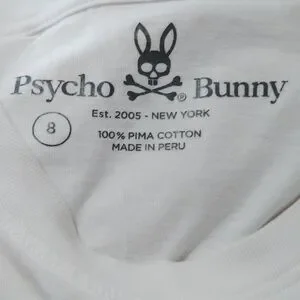 Psycho Bunny®
Est. 2005 - NEW YORK
8
100% PIMA COTTON
MADE IN PERU